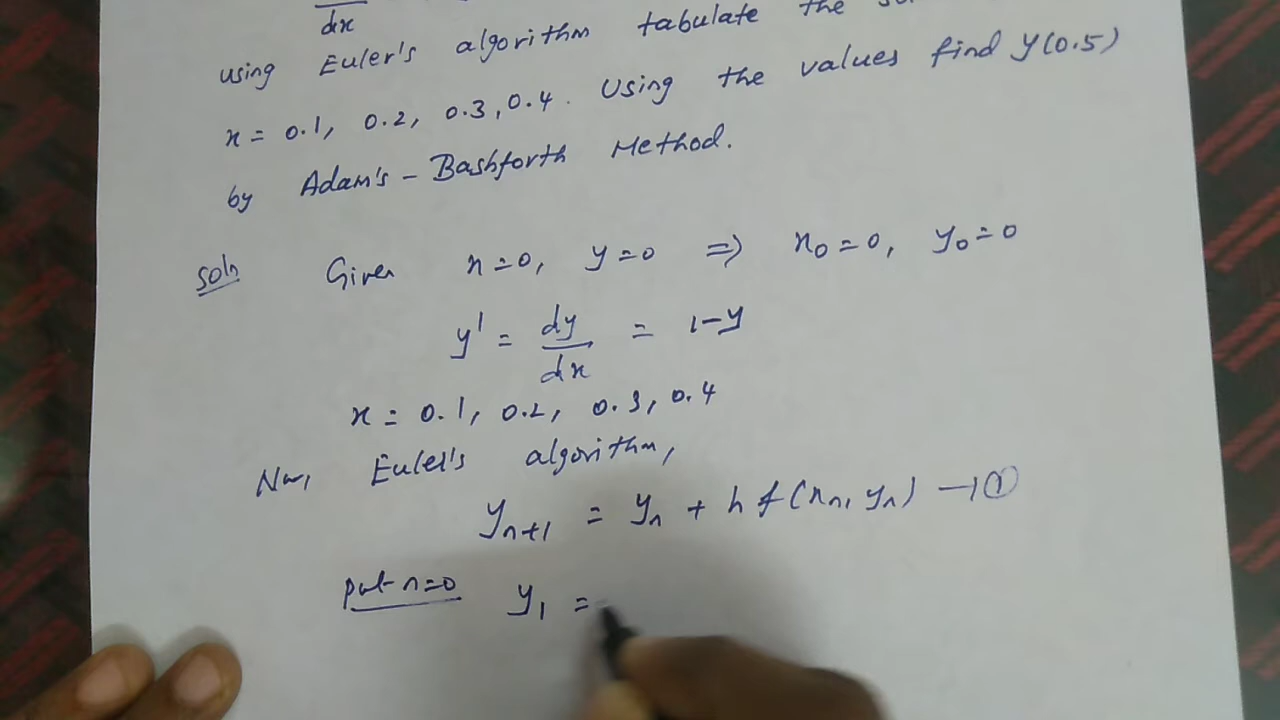 dx
using Euler's algorithm tabulate the
x = 0.1, 0.2, 0.3, 0.4. Using the values find y(0.5)
by Adam's - Bashforth Method.
Soln Given x=0, y=0 => x₀=0, y₀=0
y' = dy/dx = 1-y
x = 0.1, 0.2, 0.3, 0.4
Now, Euler's algorithm,
yₙ₊₁ = yₙ + h f(xₙ, yₙ) —①
put n=0 y₁ =